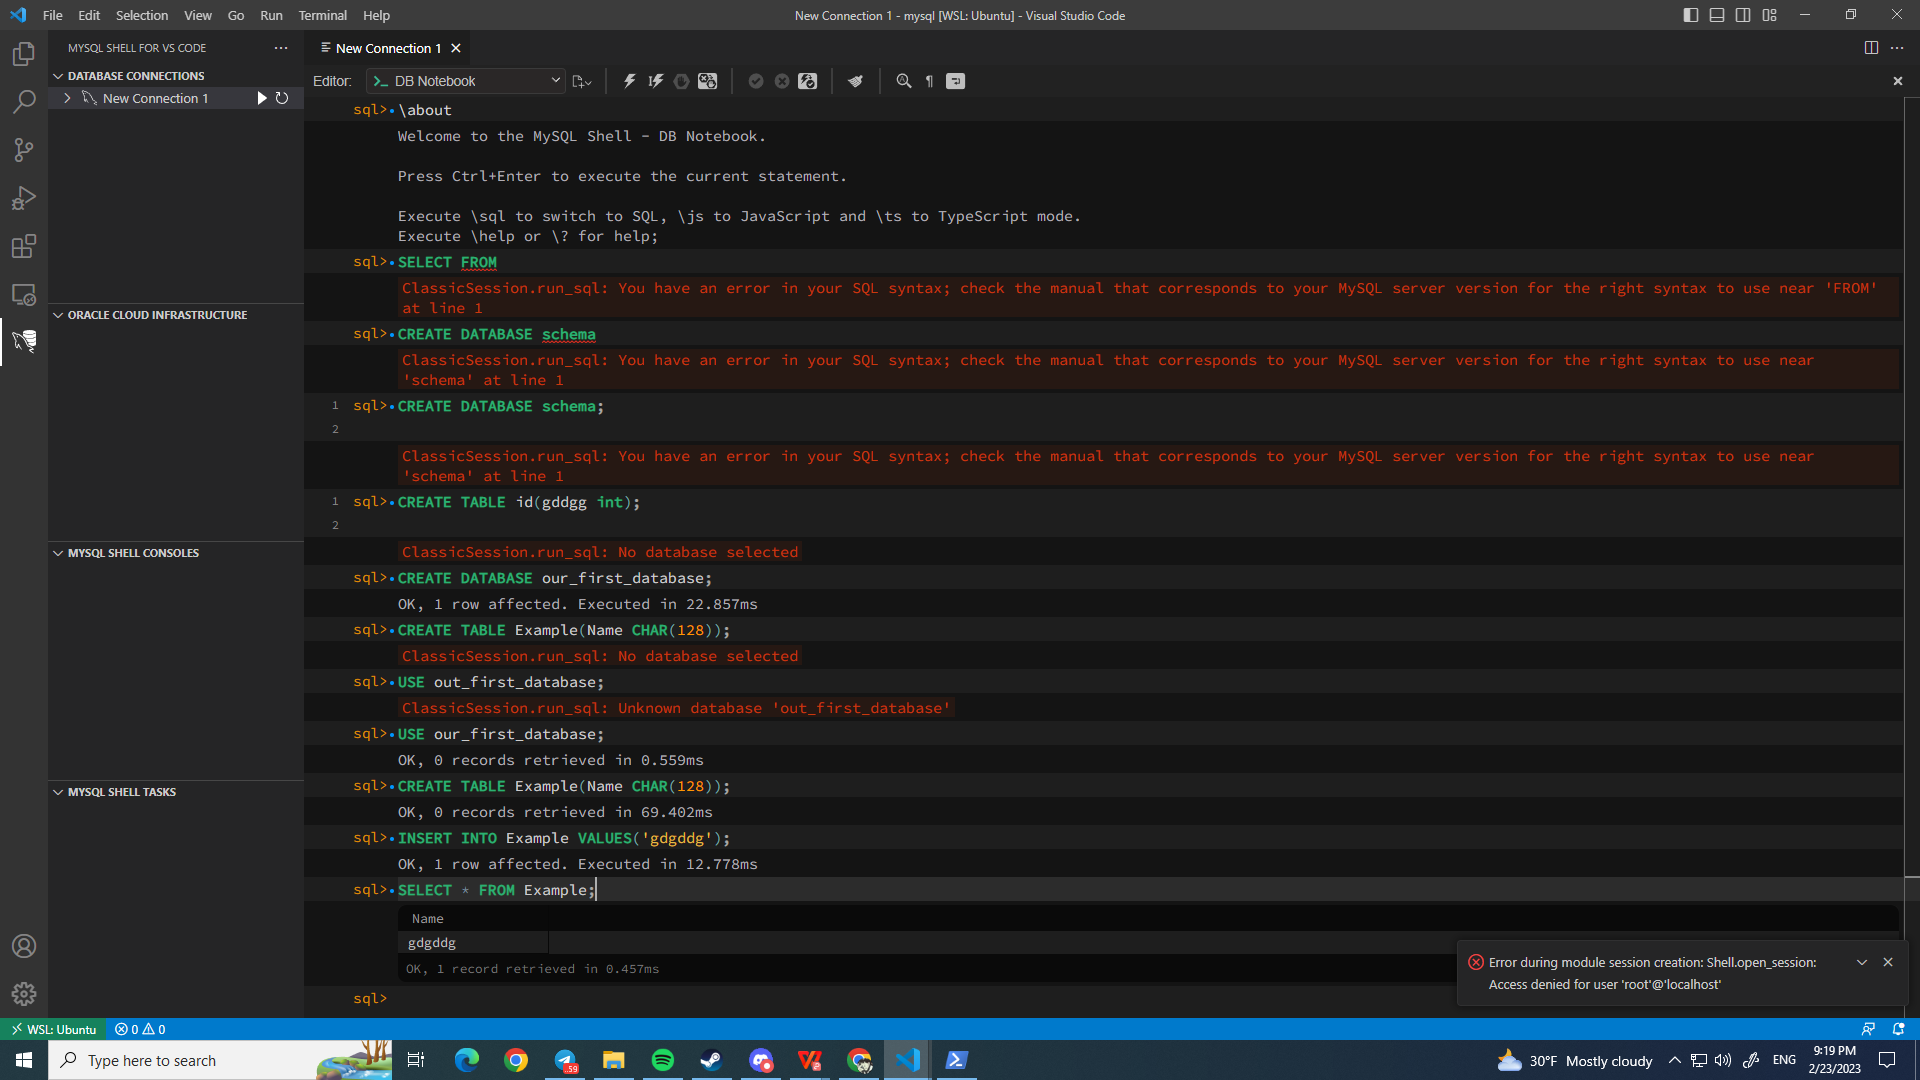 File Edit Selection View Go Run Terminal Help
New Connection 1 - mysql [WSL: Ubuntu] - Visual Studio Code
MYSQL SHELL FOR VS CODE
DATABASE CONNECTIONS
New Connection 1
ORACLE CLOUD INFRASTRUCTURE
MYSQL SHELL CONSOLES
MYSQL SHELL TASKS
New Connection 1
Editor: DB Notebook
sql> \about
Welcome to the MySQL Shell - DB Notebook.
Press Ctrl+Enter to execute the current statement.
Execute \sql to switch to SQL, \js to JavaScript and \ts to TypeScript mode.
Execute \help or \? for help;
sql> SELECT FROM
ClassicSession.run_sql: You have an error in your SQL syntax; check the manual that corresponds to your MySQL server version for the right syntax to use near 'FROM'
at line 1
sql> CREATE DATABASE schema
ClassicSession.run_sql: You have an error in your SQL syntax; check the manual that corresponds to your MySQL server version for the right syntax to use near
'schema' at line 1
1 sql> CREATE DATABASE schema;
2
ClassicSession.run_sql: You have an error in your SQL syntax; check the manual that corresponds to your MySQL server version for the right syntax to use near
'schema' at line 1
1 sql> CREATE TABLE id(gddgg int);
2
ClassicSession.run_sql: No database selected
sql> CREATE DATABASE our_first_database;
OK, 1 row affected. Executed in 22.857ms
sql> CREATE TABLE Example(Name CHAR(128));
ClassicSession.run_sql: No database selected
sql> USE out_first_database;
ClassicSession.run_sql: Unknown database 'out_first_database'
sql> USE our_first_database;
OK, 0 records retrieved in 0.559ms
sql> CREATE TABLE Example(Name CHAR(128));
OK, 0 records retrieved in 69.402ms
sql> INSERT INTO Example VALUES('gdgddg');
OK, 1 row affected. Executed in 12.778ms
sql> SELECT * FROM Example;
Name
gdgddg
OK, 1 record retrieved in 0.457ms
sql>
Error during module session creation: Shell.open_session:
Access denied for user 'root'@'localhost'
WSL: Ubuntu 0 0
Type here to search
59
30°F Mostly cloudy
ENG
9:19 PM
2/23/2023